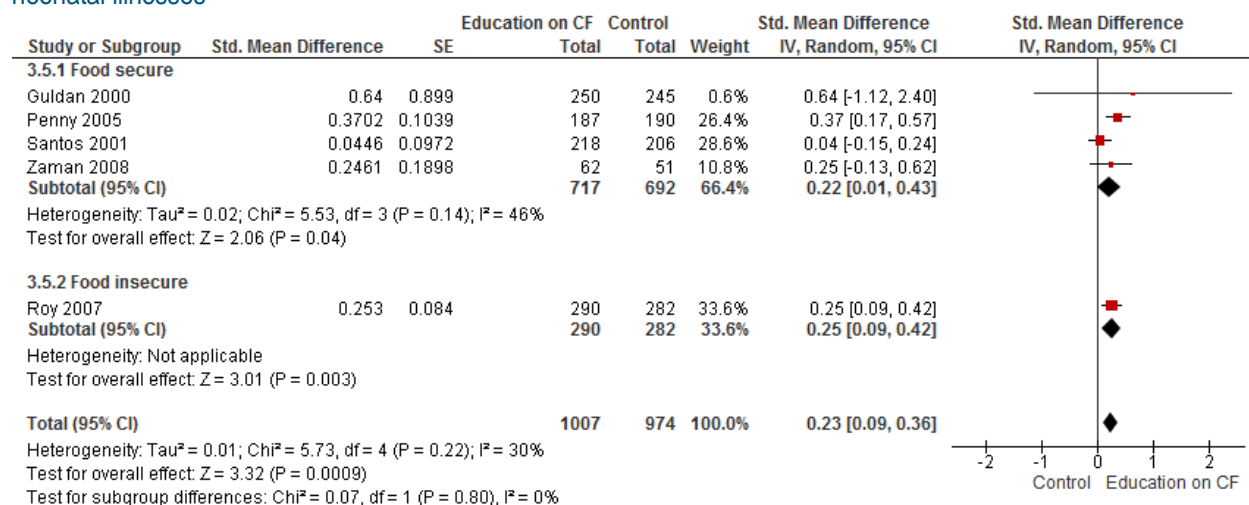 neonatal illnesses
Education on CF Control Std. Mean Difference Std. Mean Difference
Study or Subgroup Std. Mean Difference SE Total Total Weight IV, Random, 95% CI IV, Random, 95% CI
3.5.1 Food secure
Guldan 2000 0.64 0.899 250 245 0.6% 0.64 [-1.12, 2.40]
Penny 2005 0.3702 0.1039 187 190 26.4% 0.37 [0.17, 0.57]
Santos 2001 0.0446 0.0972 218 206 28.6% 0.04 [-0.15, 0.24]
Zaman 2008 0.2461 0.1898 62 51 10.8% 0.25 [-0.13, 0.62]
Subtotal (95% CI) 717 692 66.4% 0.22 [0.01, 0.43]
Heterogeneity: Tau² = 0.02; Chi² = 5.53, df = 3 (P = 0.14); I² = 46%
Test for overall effect: Z = 2.06 (P = 0.04)
3.5.2 Food insecure
Roy 2007 0.253 0.084 290 282 33.6% 0.25 [0.09, 0.42]
Subtotal (95% CI) 290 282 33.6% 0.25 [0.09, 0.42]
Heterogeneity: Not applicable
Test for overall effect: Z = 3.01 (P = 0.003)
Total (95% CI) 1007 974 100.0% 0.23 [0.09, 0.36]
Heterogeneity: Tau² = 0.01; Chi² = 5.73, df = 4 (P = 0.22); I² = 30%
Test for overall effect: Z = 3.32 (P = 0.0009)
Test for subgroup differences: Chi² = 0.07, df = 1 (P = 0.80), I² = 0%
-2 -1 0 1 2
Control Education on CF